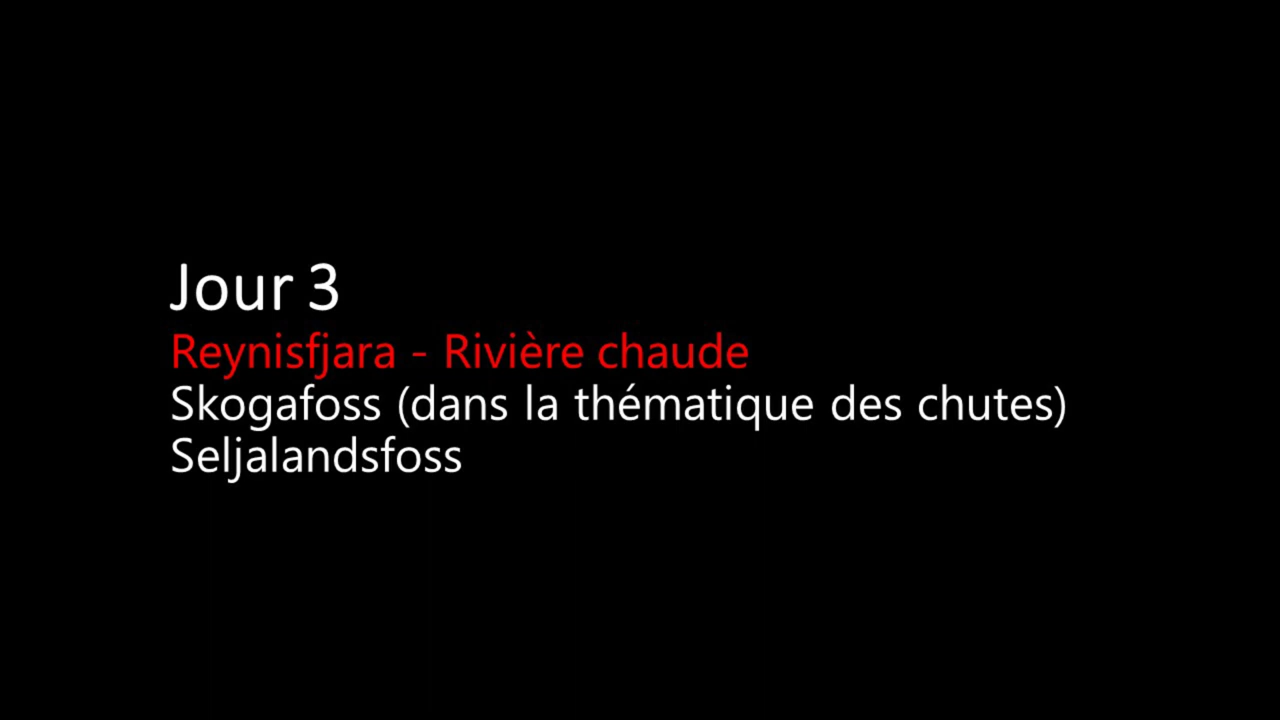 Jour 3
Reynisfjara - Rivière chaude
Skogafoss (dans la thématique des chutes)
Seljalandsfoss